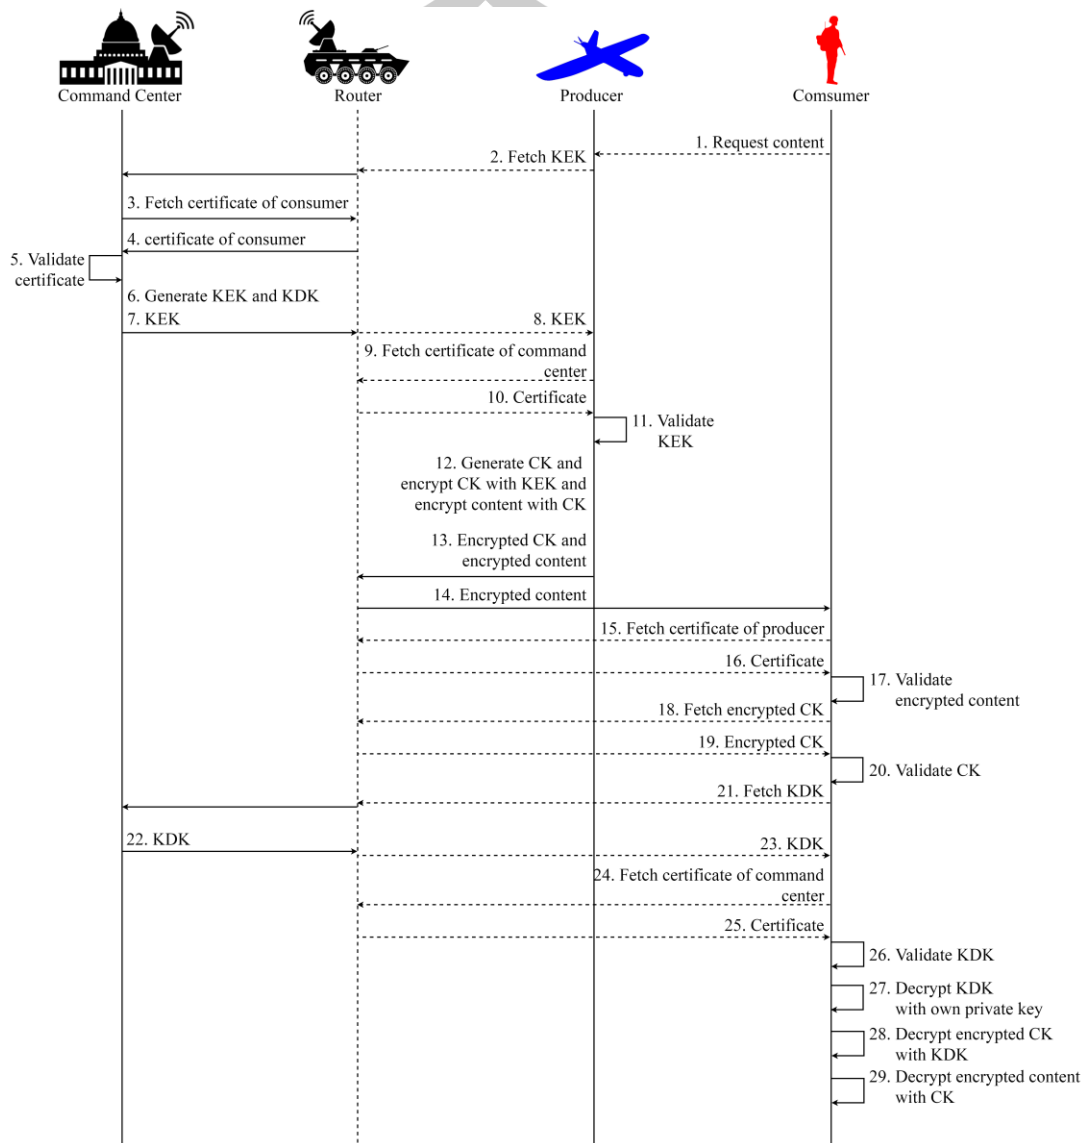 Command Center
Router
Producer
Comsumer
1. Request content
2. Fetch KEK
3. Fetch certificate of consumer
4. certificate of consumer
5. Validate
certificate
6. Generate KEK and KDK
7. KEK
8. KEK
9. Fetch certificate of command
center
10. Certificate
11. Validate
KEK
12. Generate CK and
encrypt CK with KEK and
encrypt content with CK
13. Encrypted CK and
encrypted content
14. Encrypted content
15. Fetch certificate of producer
16. Certificate
17. Validate
encrypted content
18. Fetch encrypted CK
19. Encrypted CK
20. Validate CK
21. Fetch KDK
22. KDK
23. KDK
24. Fetch certificate of command
center
25. Certificate
26. Validate KDK
27. Decrypt KDK
with own private key
28. Decrypt encrypted CK
with KDK
29. Decrypt encrypted content
with CK